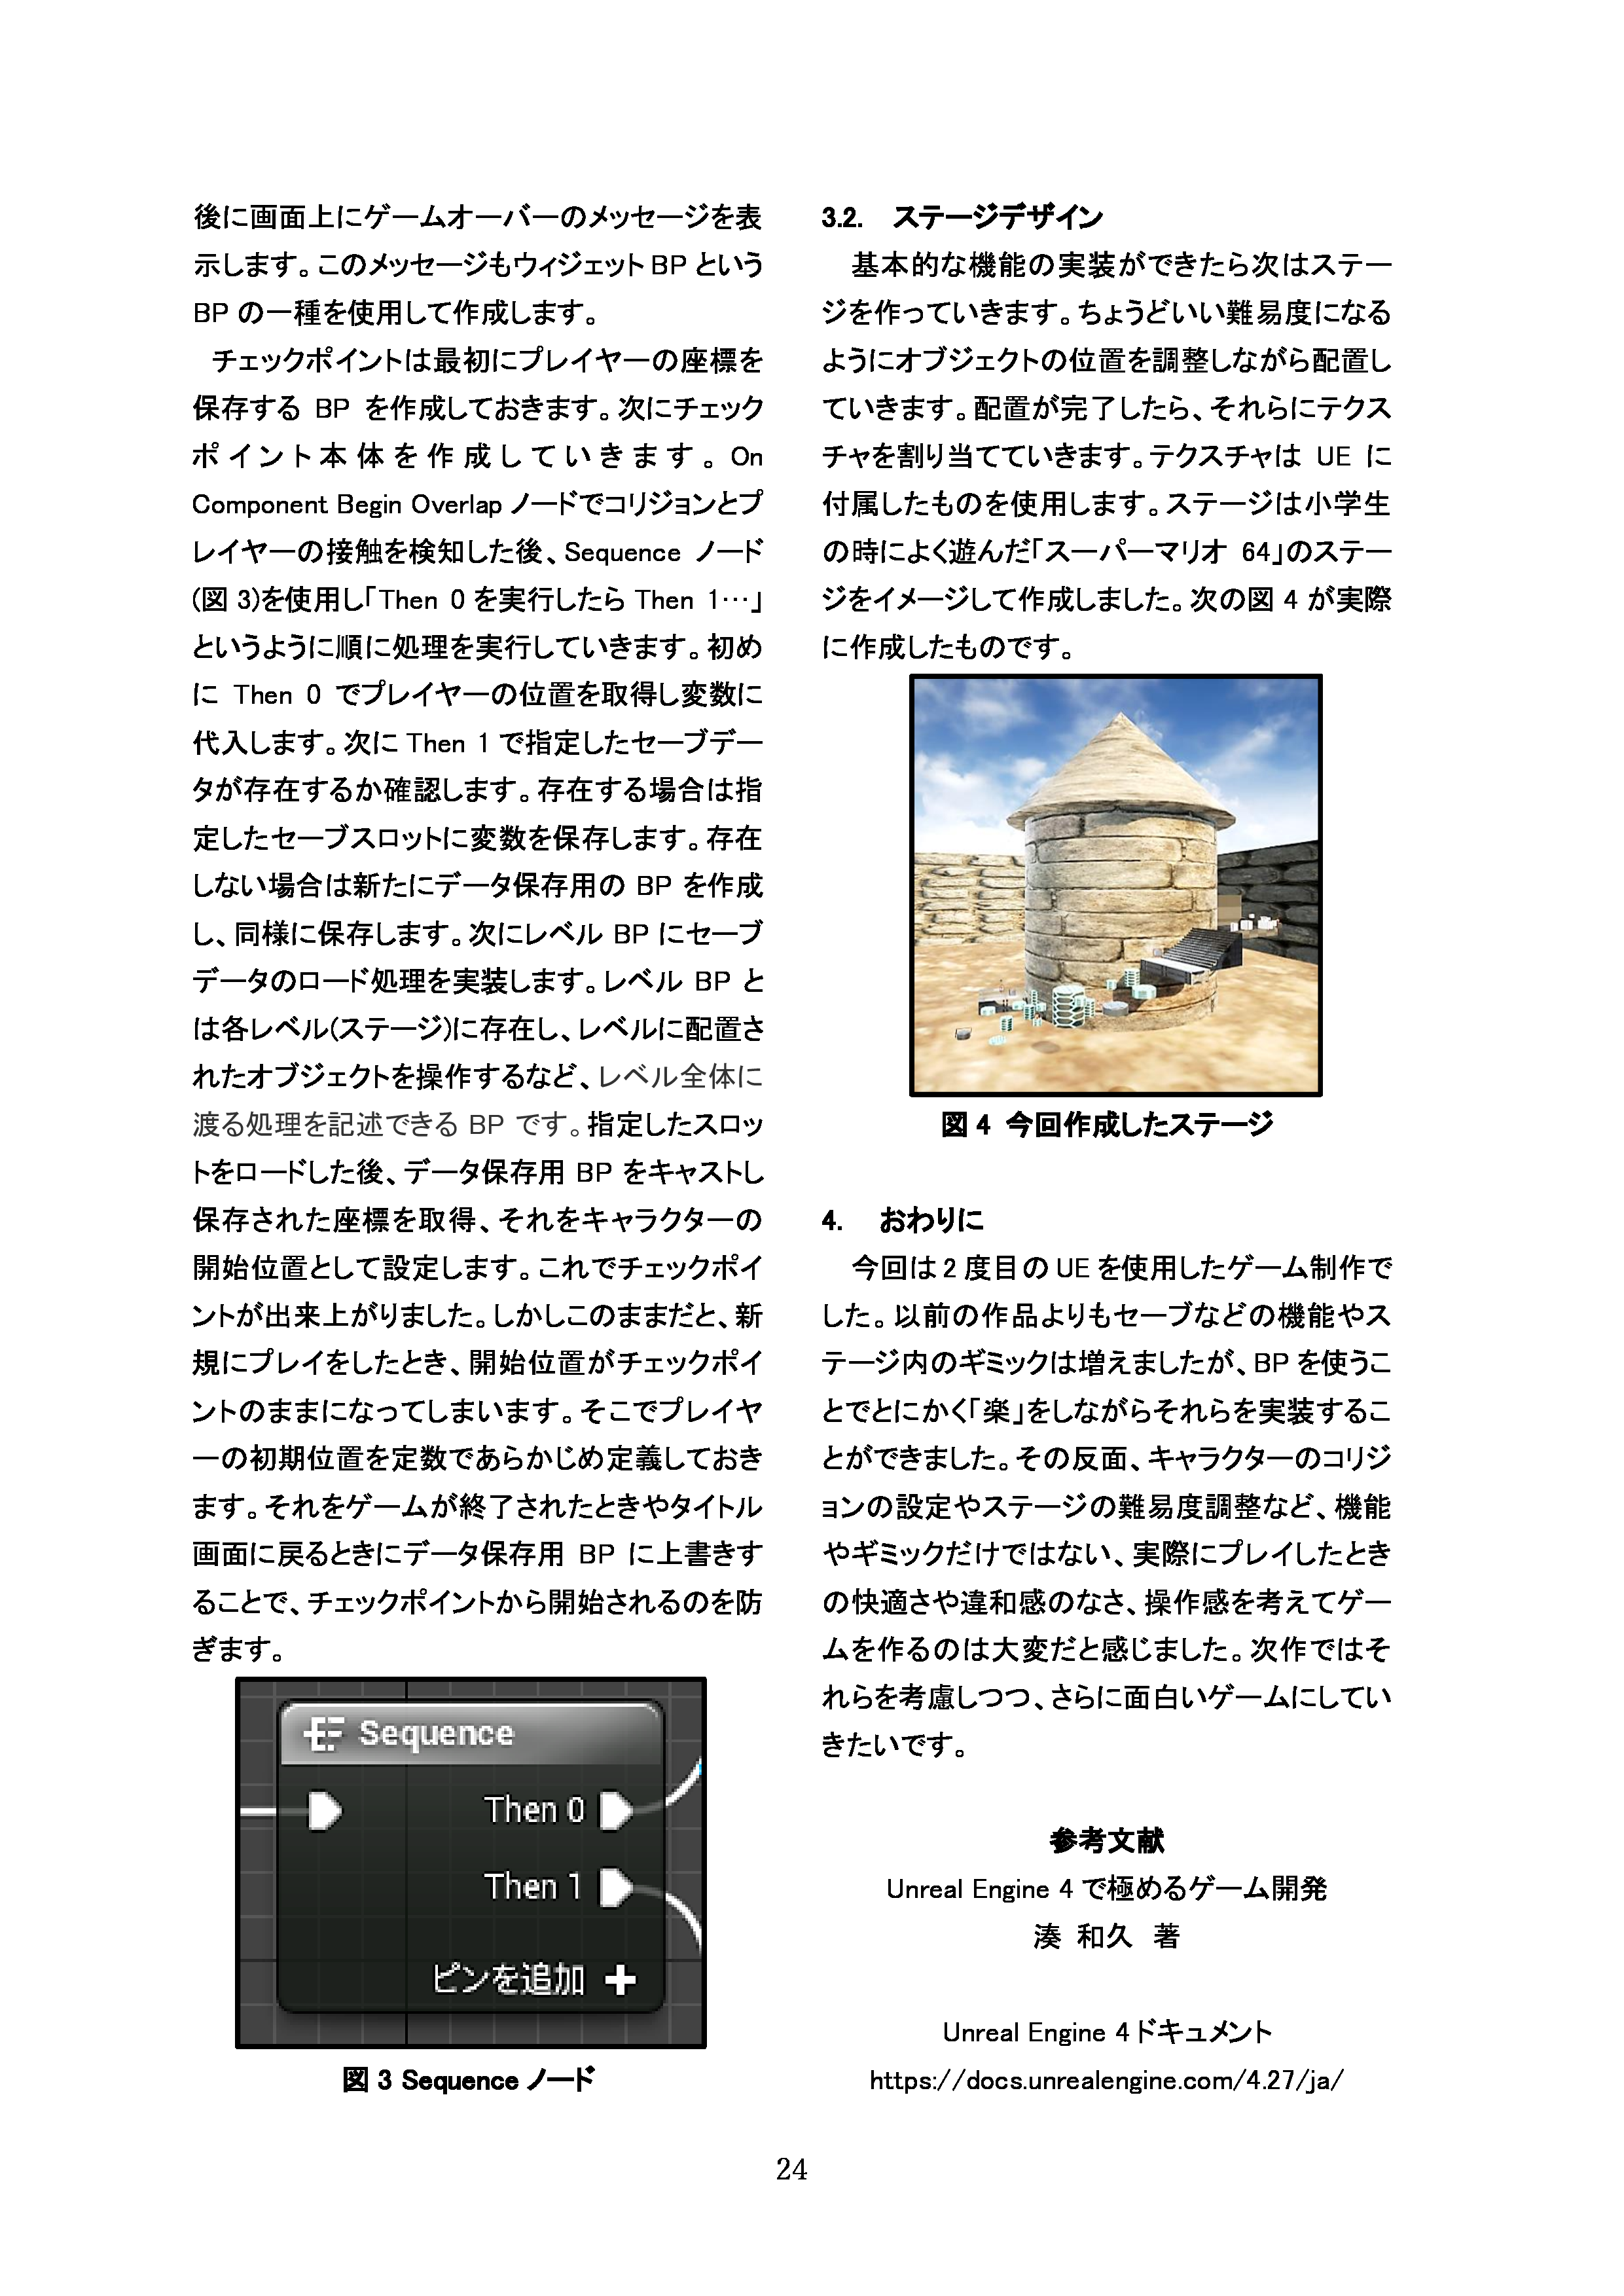 後に画面上にゲームオーバーのメッセージを表
示します。このメッセージもウィジェット BP という
BP の一種を使用して作成します。
チェックポイントは最初にプレイヤーの座標を
保存する BP を作成しておきます。次にチェック
ポイント本体を作成していきます。On
Component Begin Overlap ノードでコリジョンとプ
レイヤーの接触を検知した後、Sequence ノード
(図 3)を使用し「Then 0 を実行したら Then 1…」
というように順に処理を実行していきます。初め
に Then 0 でプレイヤーの位置を取得し変数に
代入します。次に Then 1 で指定したセーブデー
タが存在するか確認します。存在する場合は指
定したセーブスロットに変数を保存します。存在
しない場合は新たにデータ保存用の BP を作成
し、同様に保存します。次にレベル BP にセーブ
データのロード処理を実装します。レベル BP と
は各レベル(ステージ)に存在し、レベルに配置さ
れたオブジェクトを操作するなど、レベル全体に
渡る処理を記述できる BP です。指定したスロッ
トをロードした後、データ保存用 BP をキャストし
保存された座標を取得、それをキャラクターの
開始位置として設定します。これでチェックポイ
ントが出来上がりました。しかしこのままだと、新
規にプレイをしたとき、開始位置がチェックポイ
ントのままになってしまいます。そこでプレイヤ
ーの初期位置を定数であらかじめ定義しておき
ます。それをゲームが終了されたときやタイトル
画面に戻るときにデータ保存用 BP に上書きす
ることで、チェックポイントから開始されるのを防
ぎます。
Sequence
Then 0
Then 1
ピンを追加
図 3 Sequence ノード
3.2. ステージデザイン
基本的な機能の実装ができたら次はステー
ジを作っていきます。ちょうどいい難易度になる
ようにオブジェクトの位置を調整しながら配置し
ていきます。配置が完了したら、それらにテクス
チャを割り当てていきます。テクスチャは UE に
付属したものを使用します。ステージは小学生
の時によく遊んだ「スーパーマリオ 64」のステー
ジをイメージして作成しました。次の図 4 が実際
に作成したものです。
図 4 今回作成したステージ
4. おわりに
今回は 2 度目の UE を使用したゲーム制作で
した。以前の作品よりもセーブなどの機能やス
テージ内のギミックは増えましたが、BP を使うこ
とでとにかく「楽」をしながらそれらを実装するこ
とができました。その反面、キャラクターのコリジ
ョンの設定やステージの難易度調整など、機能
やギミックだけではない、実際にプレイしたとき
の快適さや違和感のなさ、操作感を考えてゲー
ムを作るのは大変だと感じました。次作ではそ
れらを考慮しつつ、さらに面白いゲームにしてい
きたいです。
参考文献
Unreal Engine 4 で極めるゲーム開発
湊 和久 著
Unreal Engine 4 ドキュメント
https://docs.unrealengine.com/4.27/ja/
24